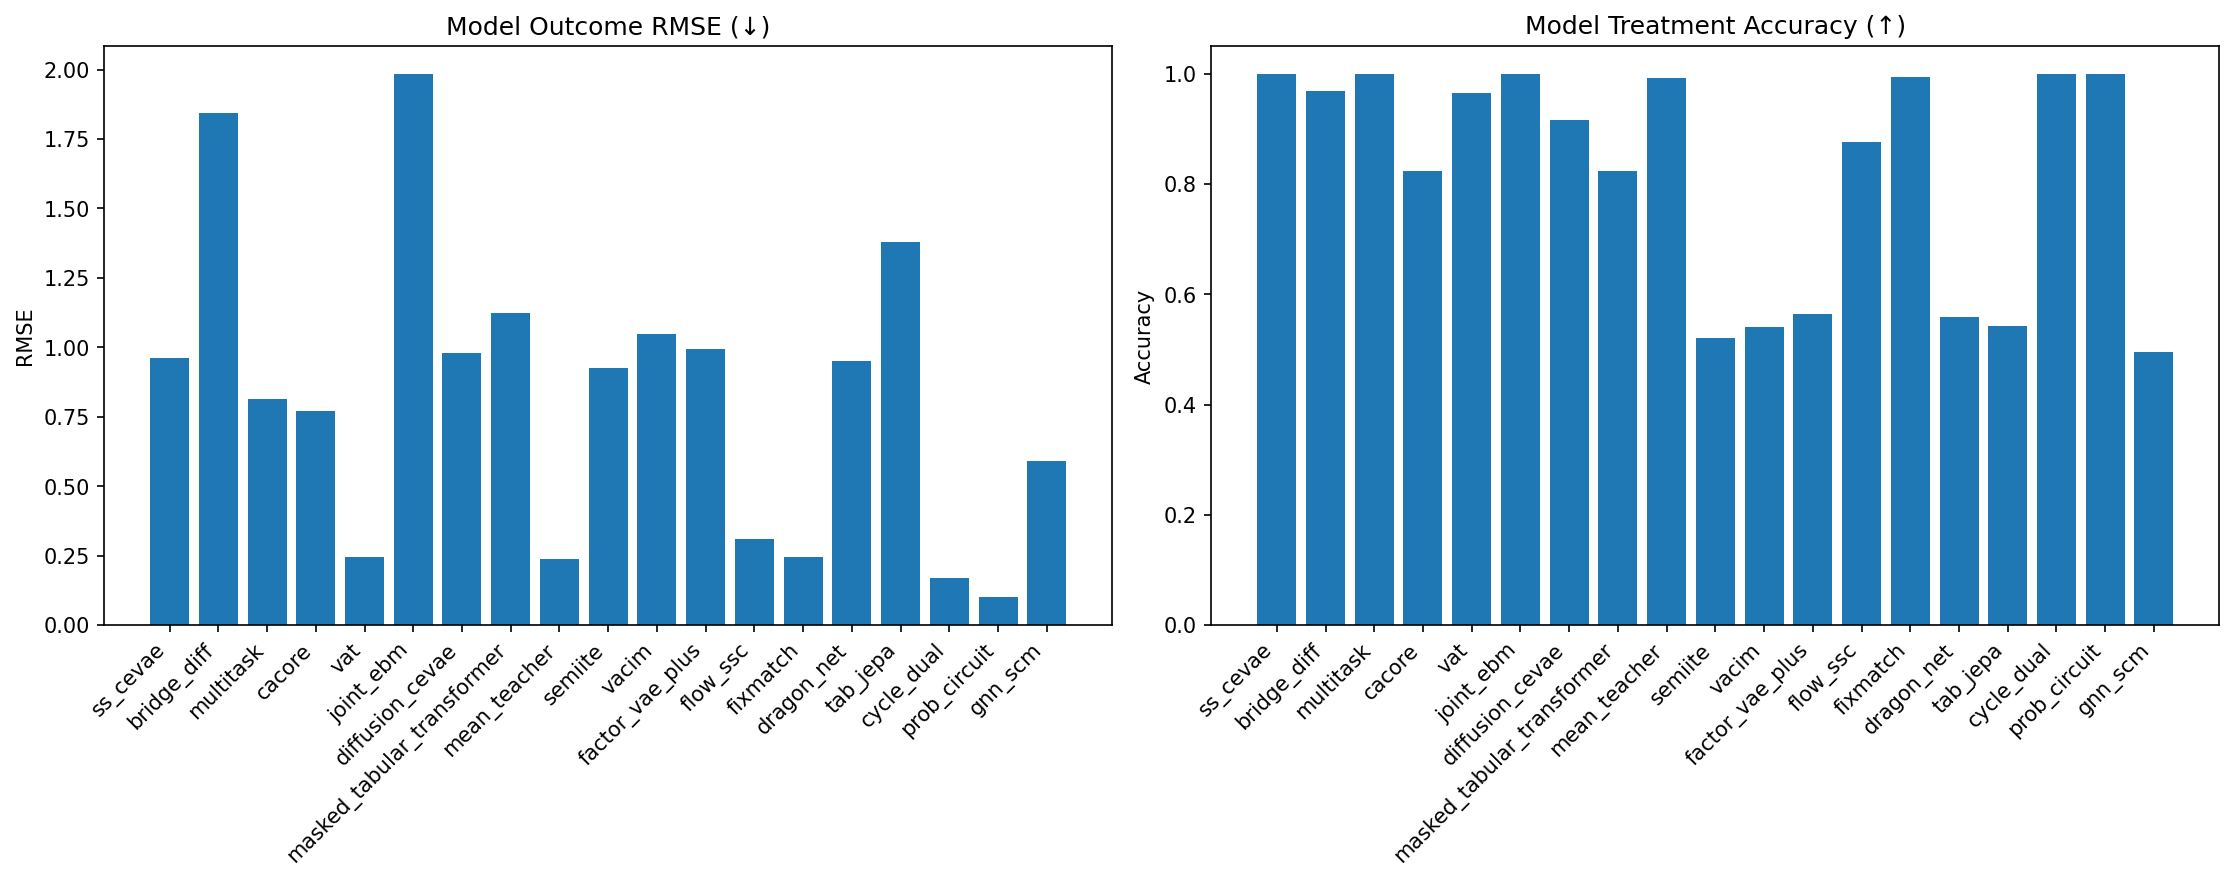 Model Outcome RMSE (↓)
RMSE
2.00
1.75
1.50
1.25
1.00
0.75
0.50
0.25
0.00
ss_cevae
bridge_diff
multitask
cacore
vat
joint_ebm
diffusion_cevae
masked_tabular_transformer
mean_teacher
semiite
vacim
factor_vae_plus
flow_ssc
fixmatch
dragon_net
tab_jepa
cycle_dual
prob_circuit
gnn_scm
Model Treatment Accuracy (↑)
Accuracy
1.0
0.8
0.6
0.4
0.2
0.0
ss_cevae
bridge_diff
multitask
cacore
vat
joint_ebm
diffusion_cevae
masked_tabular_transformer
mean_teacher
semiite
vacim
factor_vae_plus
flow_ssc
fixmatch
dragon_net
tab_jepa
cycle_dual
prob_circuit
gnn_scm